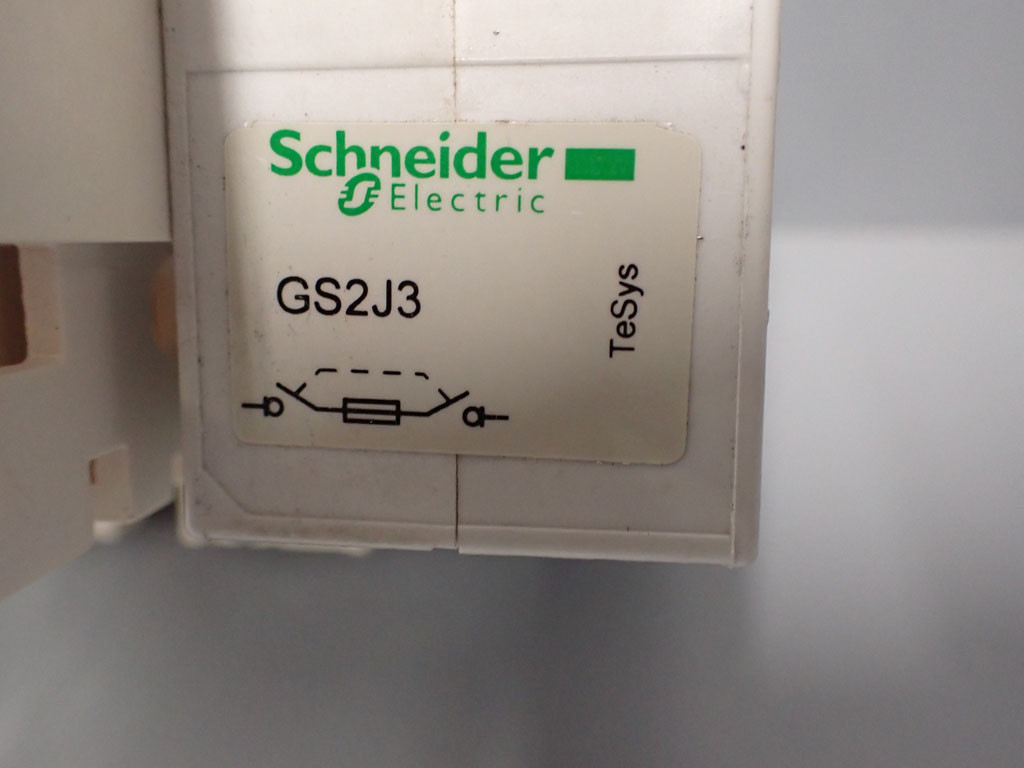 Schneider
Electric
GS2J3
TeSys